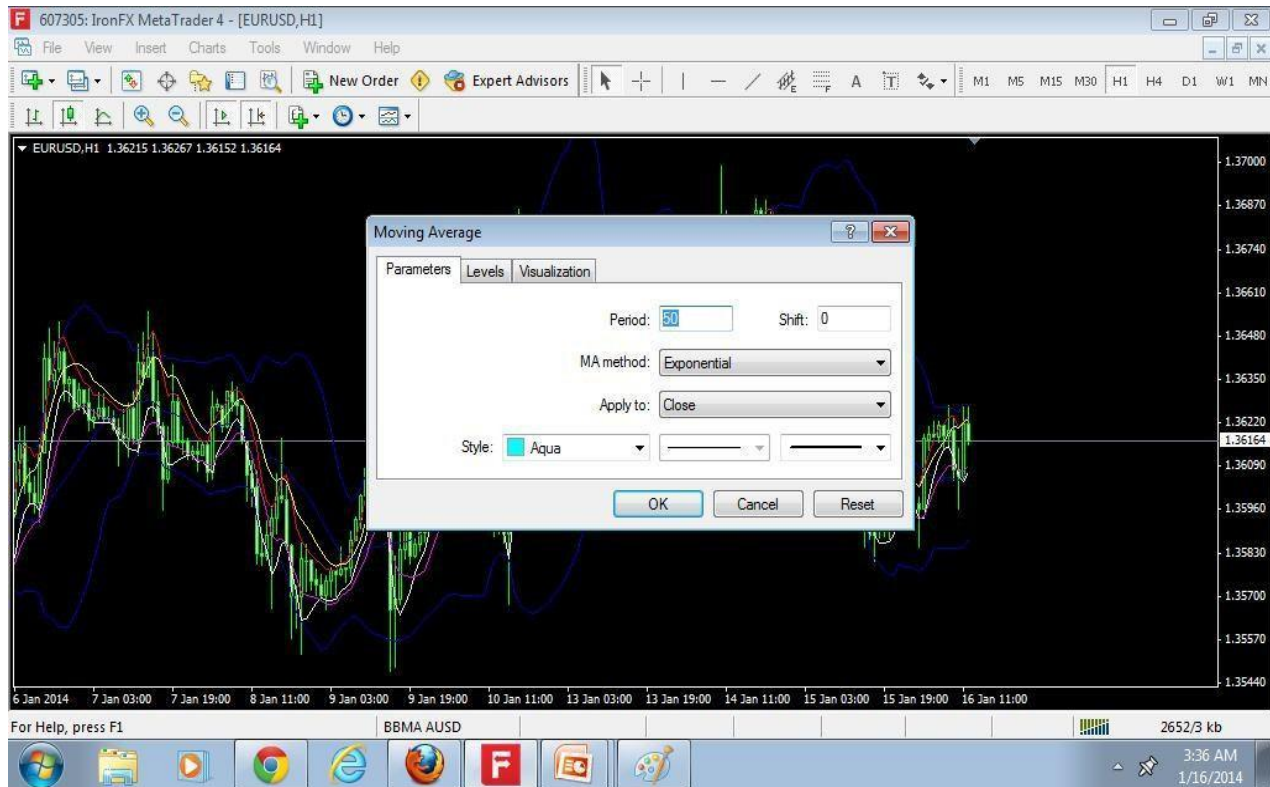 607305: IronFX MetaTrader 4 - [EURUSD,H1]
File View Insert Charts Tools Window Help
New Order Expert Advisors E F A T M1 M5 M15 M30 H1 H4 D1 W1 MN
EURUSD,H1 1.36215 1.36267 1.36152 1.36164
1.37000
1.36870
Moving Average
1.36740
Parameters Levels Visualization
1.36610
Period: 50 Shift: 0
1.36480
MA method: Exponential
1.36350
Apply to: Close
1.36220
1.36164
Style: Aqua
1.36090
OK Cancel Reset
1.35960
1.35830
1.35700
1.35570
1.35440
6 Jan 2014 7 Jan 03:00 7 Jan 19:00 8 Jan 11:00 9 Jan 03:00 9 Jan 19:00 10 Jan 11:00 13 Jan 03:00 13 Jan 19:00 14 Jan 11:00 15 Jan 03:00 15 Jan 19:00 16 Jan 11:00
For Help, press F1 BBMA AUSD 2652/3 kb
3:36 AM
1/16/2014